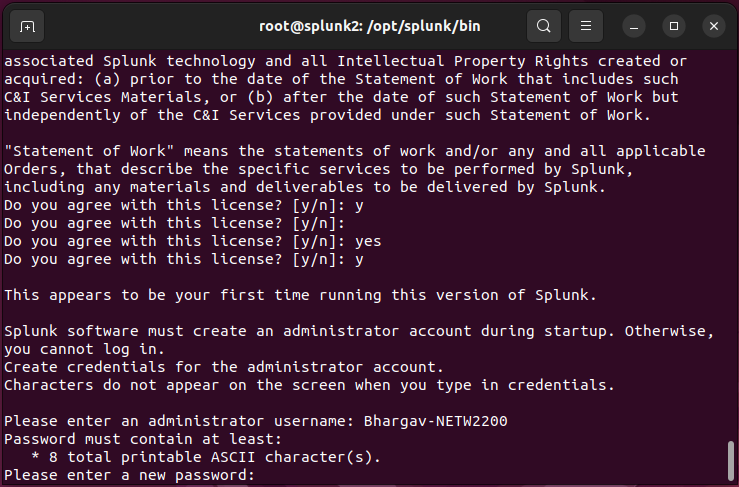 root@splunk2: /opt/splunk/bin
associated Splunk technology and all Intellectual Property Rights created or
acquired: (a) prior to the date of the Statement of Work that includes such
C&I Services Materials, or (b) after the date of such Statement of Work but
independently of the C&I Services provided under such Statement of Work.
"Statement of Work" means the statements of work and/or any and all applicable
Orders, that describe the specific services to be performed by Splunk,
including any materials and deliverables to be delivered by Splunk.
Do you agree with this license? [y/n]: y
Do you agree with this license? [y/n]:
Do you agree with this license? [y/n]: yes
Do you agree with this license? [y/n]: y
This appears to be your first time running this version of Splunk.
Splunk software must create an administrator account during startup. Otherwise,
you cannot log in.
Create credentials for the administrator account.
Characters do not appear on the screen when you type in credentials.
Please enter an administrator username: Bhargav-NETW2200
Password must contain at least:
* 8 total printable ASCII character(s).
Please enter a new password: